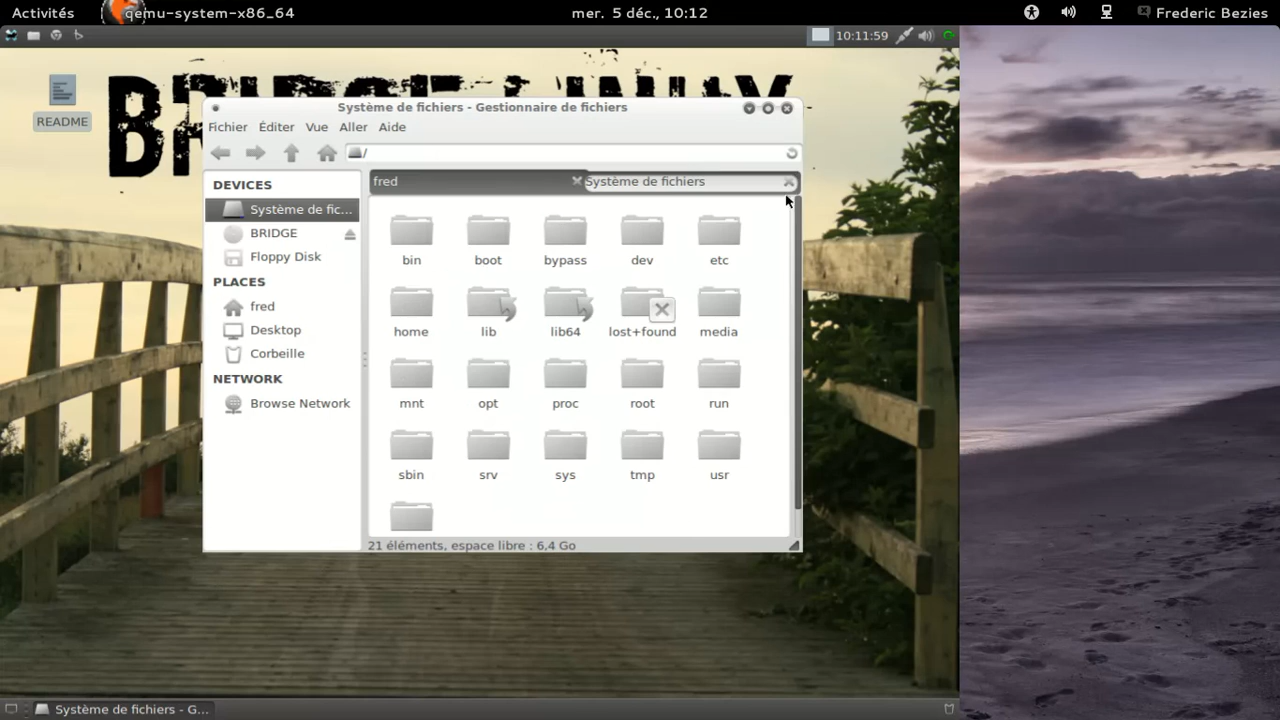 Activités qemu-system-x86_64 mer. 5 déc., 10:12 Frederic Bezies
10:11:59
README
Système de fichiers - Gestionnaire de fichiers
Fichier Éditer Vue Aller Aide
/
DEVICES
Système de fic...
BRIDGE
Floppy Disk
PLACES
fred
Desktop
Corbeille
NETWORK
Browse Network
fred Système de fichiers
bin boot bypass dev etc
home lib lib64 lost+found media
mnt opt proc root run
sbin srv sys tmp usr
21 éléments, espace libre : 6,4 Go
Système de fichiers - G...